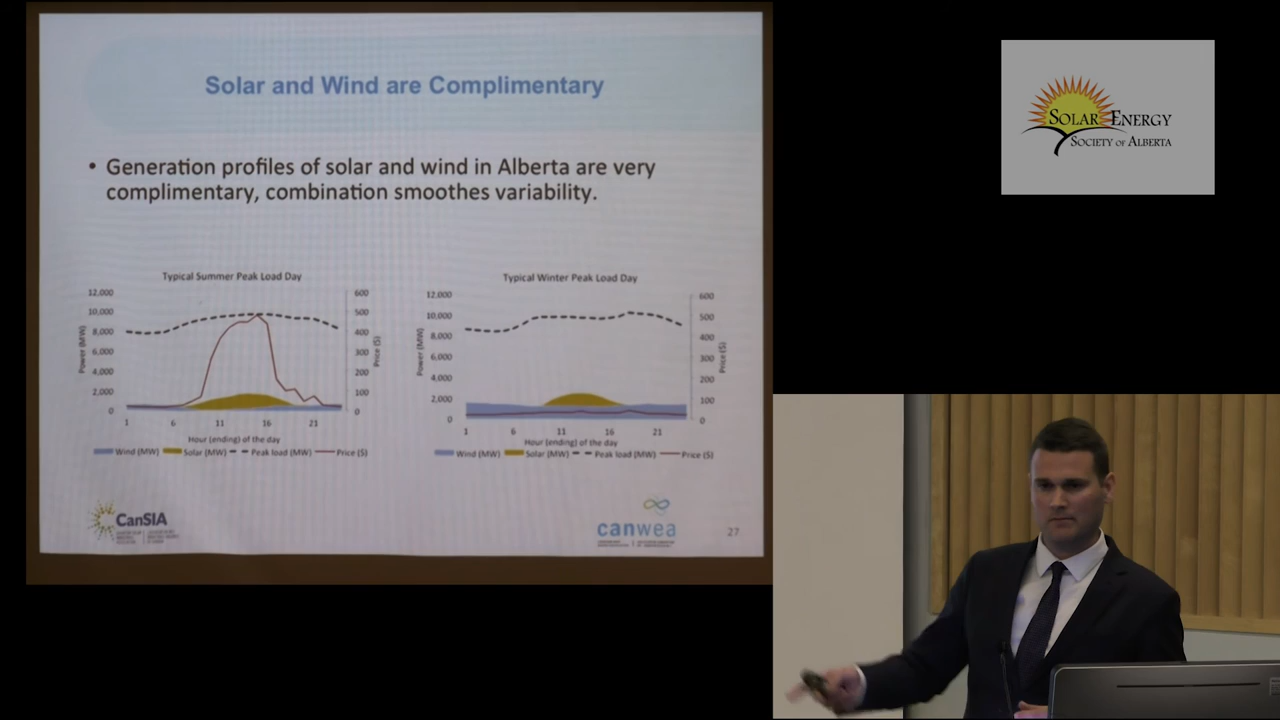 Solar and Wind are Complimentary
• Generation profiles of solar and wind in Alberta are very
complimentary, combination smoothes variability.
Typical Summer Peak Load Day
12,000
10,000
8,000
6,000
4,000
2,000
0
Power (MW)
600
500
400
300
200
100
0
Price ($)
1 6 11 16 21
Hour (ending) of the day
Wind (MW) Solar (MW) Peak load (MW) Price ($)
Typical Winter Peak Load Day
12,000
10,000
8,000
6,000
4,000
2,000
0
Power (MW)
600
500
400
300
200
100
0
Price ($)
1 6 11 16 21
Hour (ending) of the day
Wind (MW) Solar (MW) Peak load (MW) Price ($)
CanSIA
canwea
27
SOLAR ENERGY
SOCIETY OF ALBERTA